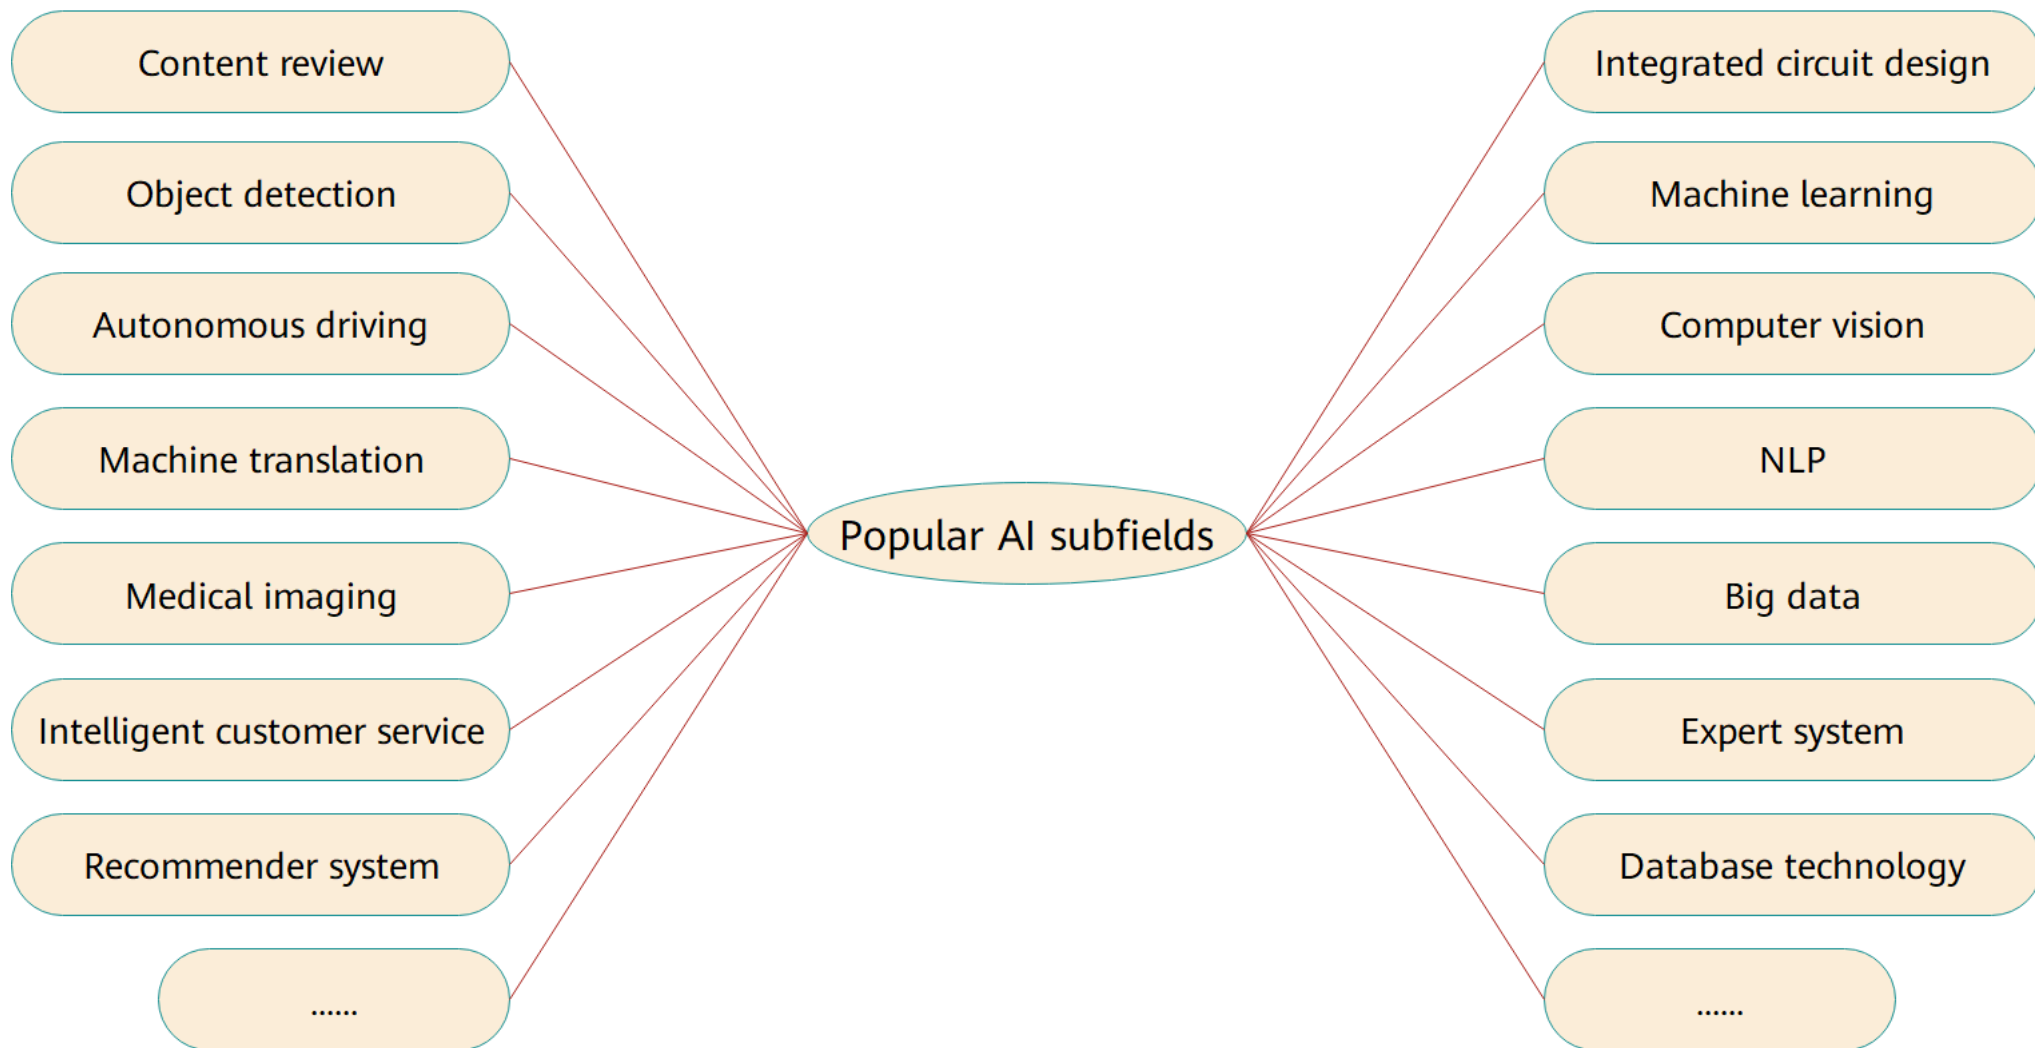 Content review
Object detection
Autonomous driving
Machine translation
Medical imaging
Intelligent customer service
Recommender system
......
Popular AI subfields
Integrated circuit design
Machine learning
Computer vision
NLP
Big data
Expert system
Database technology
......